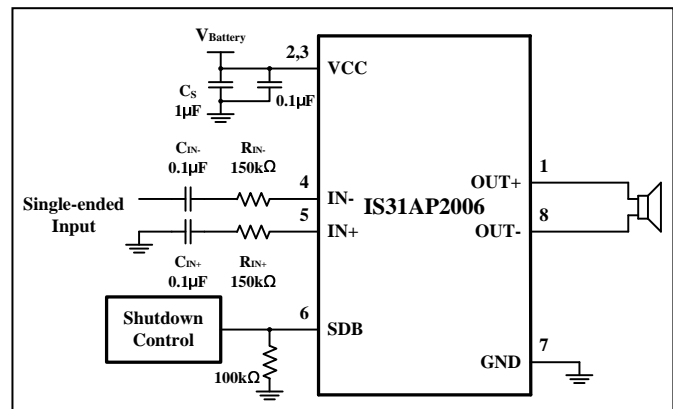 VBattery
2,3
VCC
CS
1µF
0.1µF
CIN-
0.1µF
RIN-
150kΩ
4
IN-
Single-ended
Input
5
IN+
CIN+
0.1µF
RIN+
150kΩ
IS31AP2006
1
OUT+
8
OUT-
Shutdown
Control
6
SDB
100kΩ
7
GND